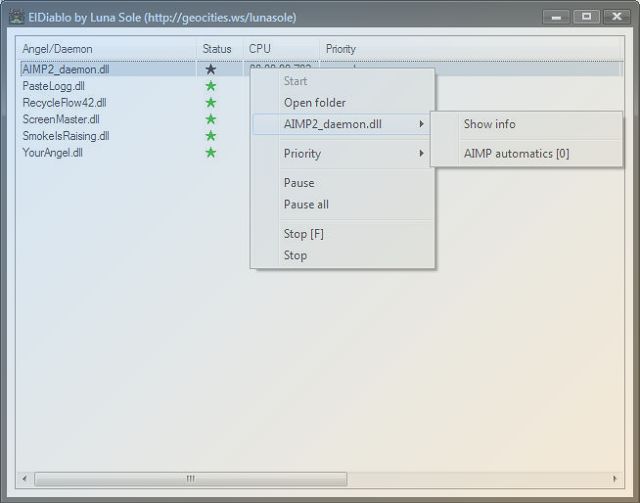 ElDiablo by Luna Sole (http://geocities.ws/lunasole)
Angel/Daemon Status CPU Priority
AIMP2_daemon.dll
PasteLogg.dll
RecycleFlow42.dll
ScreenMaster.dll
SmokeIsRaising.dll
YourAngel.dll
Start
Open folder
AIMP2_daemon.dll
Priority
Pause
Pause all
Stop [F]
Stop
Show info
AIMP automatics [0]